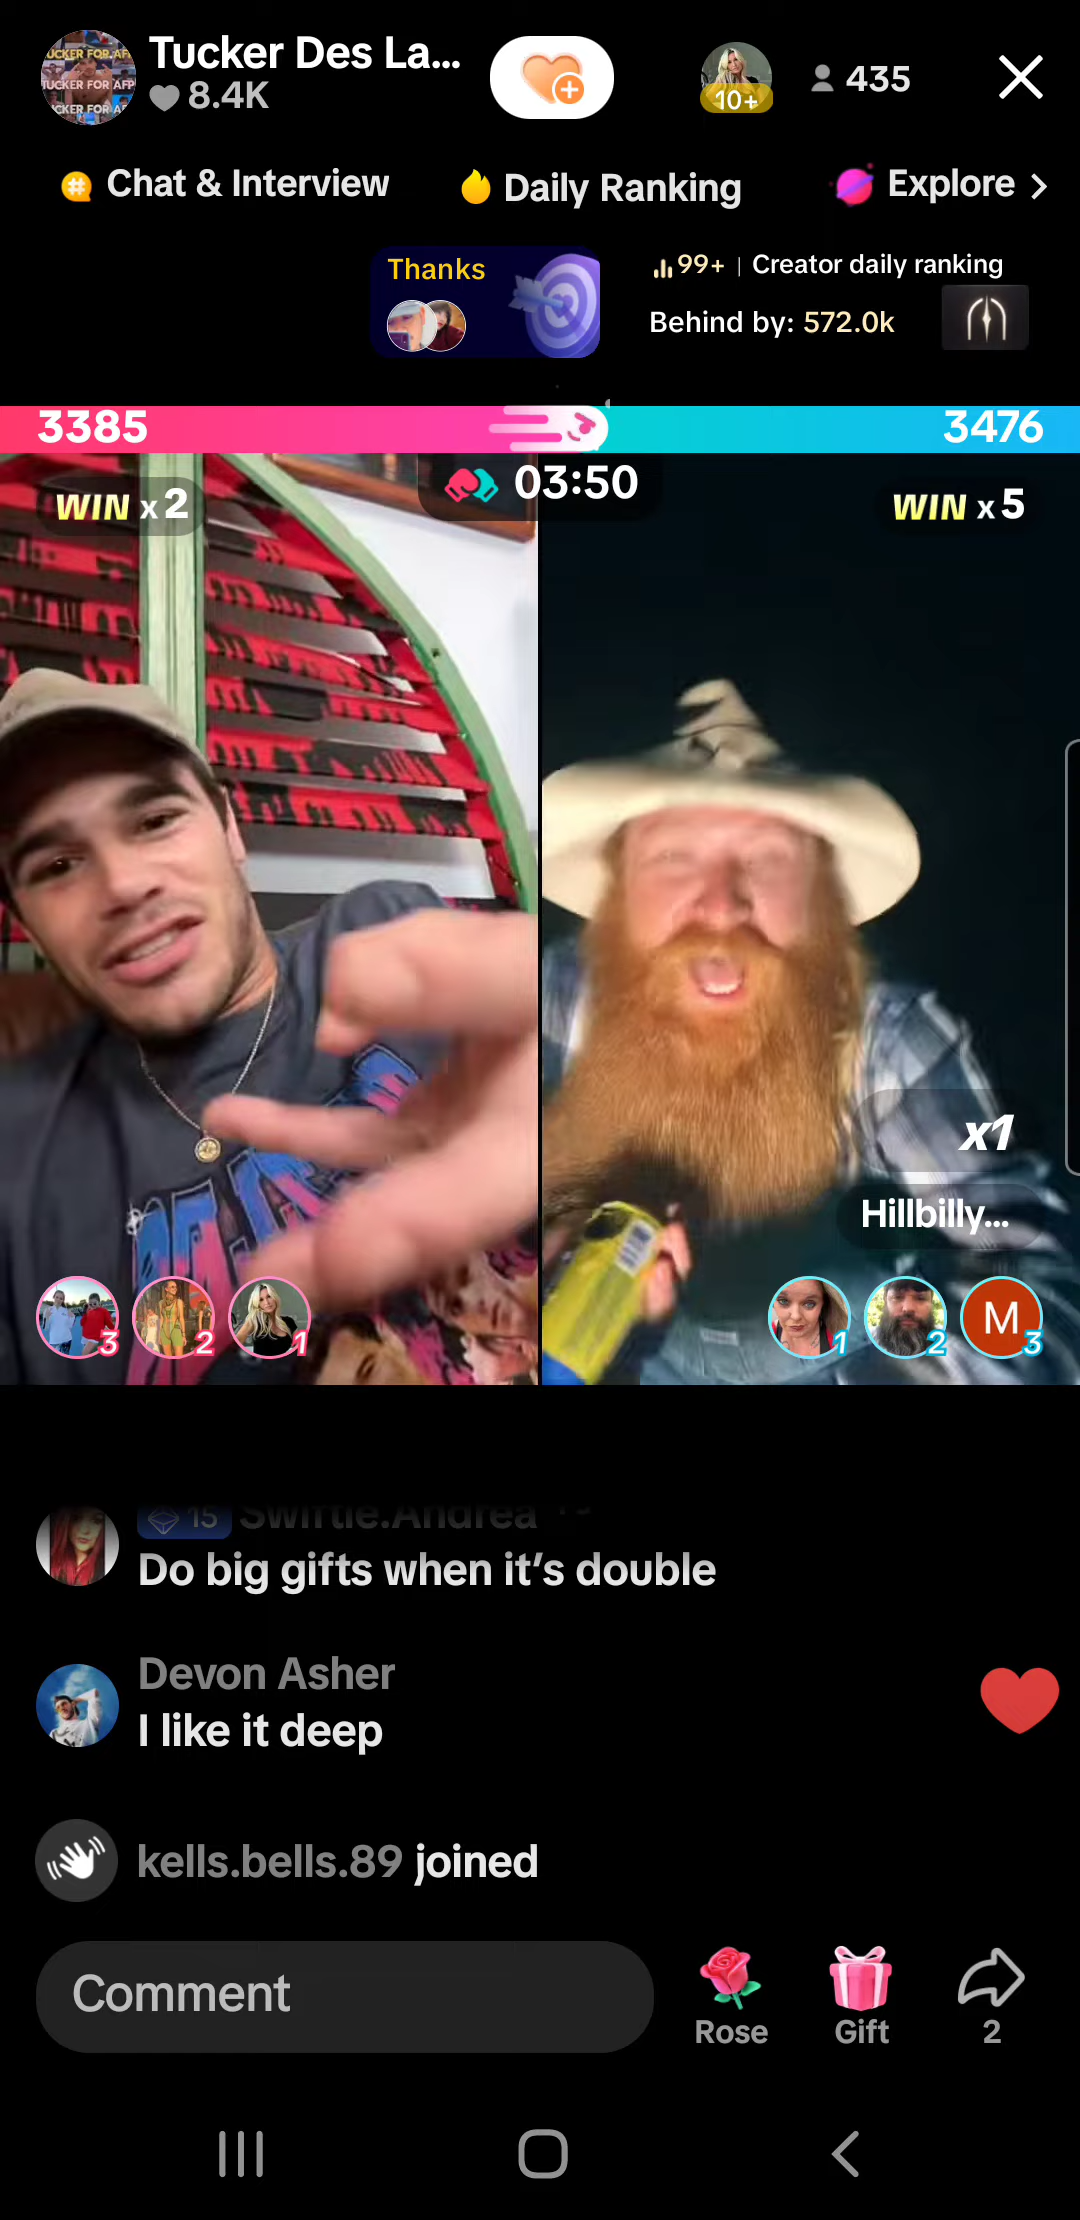 Tucker Des La...
8.4K
10+
435
Chat & Interview
Daily Ranking
Explore
Thanks
99+ | Creator daily ranking
Behind by: 572.0k
3385
3476
03:50
WIN x 2
WIN x 5
x1
Hillbilly...
3
2
1
1
2
M
3
15 Swiftie.Andrea
Do big gifts when it's double
Devon Asher
I like it deep
kells.bells.89 joined
Comment
Rose
Gift
2